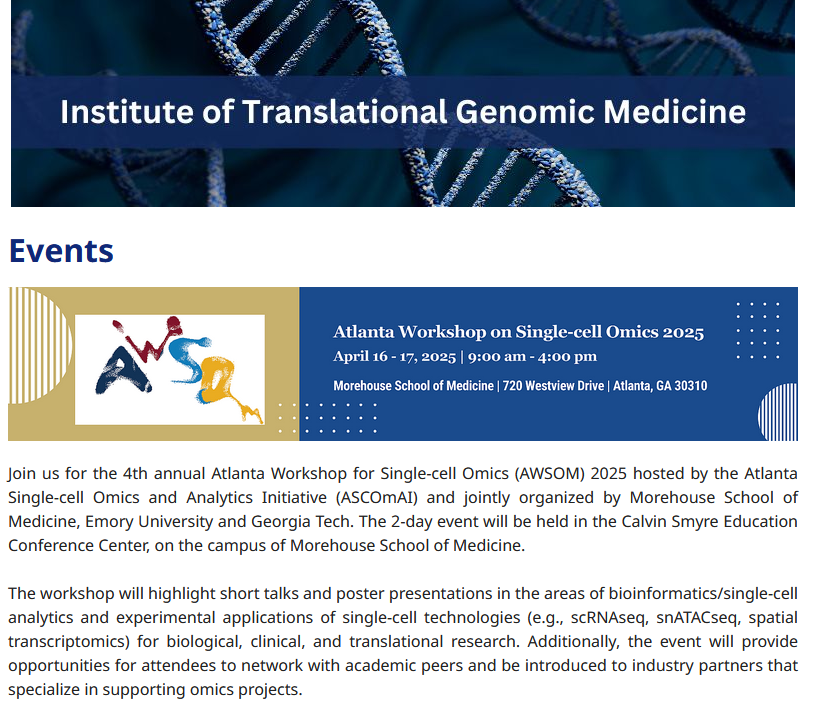 Institute of Translational Genomic Medicine
Events
AWSOM
Atlanta Workshop on Single-cell Omics 2025
April 16 - 17, 2025 | 9:00 am - 4:00 pm
Morehouse School of Medicine | 720 Westview Drive | Atlanta, GA 30310
Join us for the 4th annual Atlanta Workshop for Single-cell Omics (AWSOM) 2025 hosted by the Atlanta
Single-cell Omics and Analytics Initiative (ASCOmAI) and jointly organized by Morehouse School of
Medicine, Emory University and Georgia Tech. The 2-day event will be held in the Calvin Smyre Education
Conference Center, on the campus of Morehouse School of Medicine.
The workshop will highlight short talks and poster presentations in the areas of bioinformatics/single-cell
analytics and experimental applications of single-cell technologies (e.g., scRNAseq, snATACseq, spatial
transcriptomics) for biological, clinical, and translational research. Additionally, the event will provide
opportunities for attendees to network with academic peers and be introduced to industry partners that
specialize in supporting omics projects.